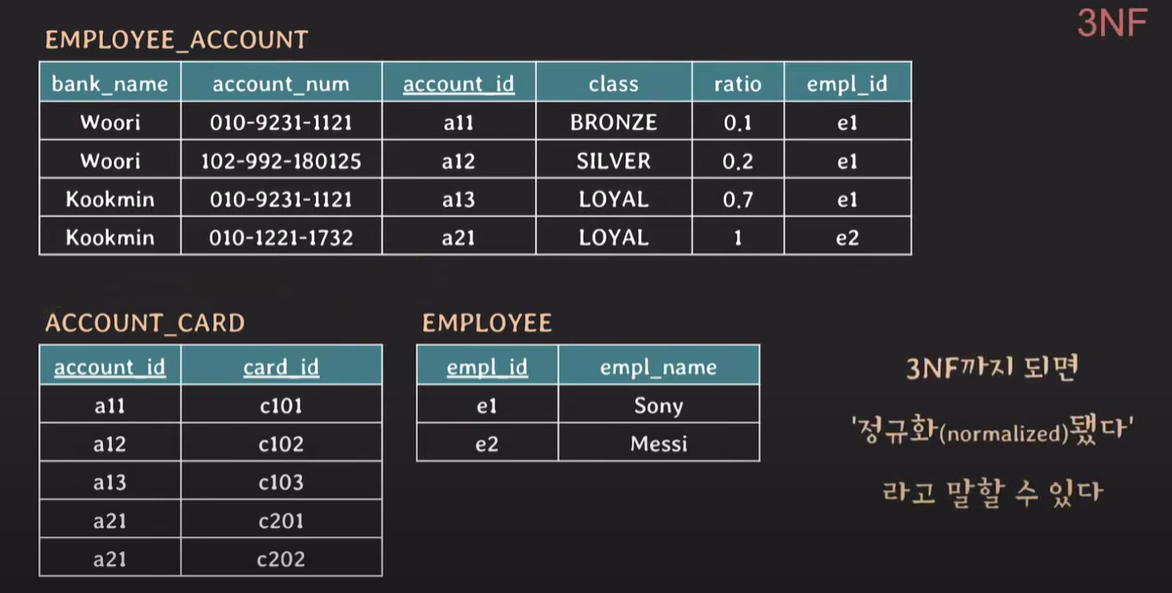 3NF
EMPLOYEE_ACCOUNT
bank_name account_num account_id class ratio empl_id
Woori 010-9231-1121 a11 BRONZE 0.1 e1
Woori 102-992-180125 a12 SILVER 0.2 e1
Kookmin 010-9231-1121 a13 LOYAL 0.7 e1
Kookmin 010-1221-1732 a21 LOYAL 1 e2
ACCOUNT_CARD
account_id card_id
a11 c101
a12 c102
a13 c103
a21 c201
a21 c202
EMPLOYEE
empl_id empl_name
e1 Sony
e2 Messi
3NF까지 되면
'정규화(normalized)됐다'
라고 말할 수 있다